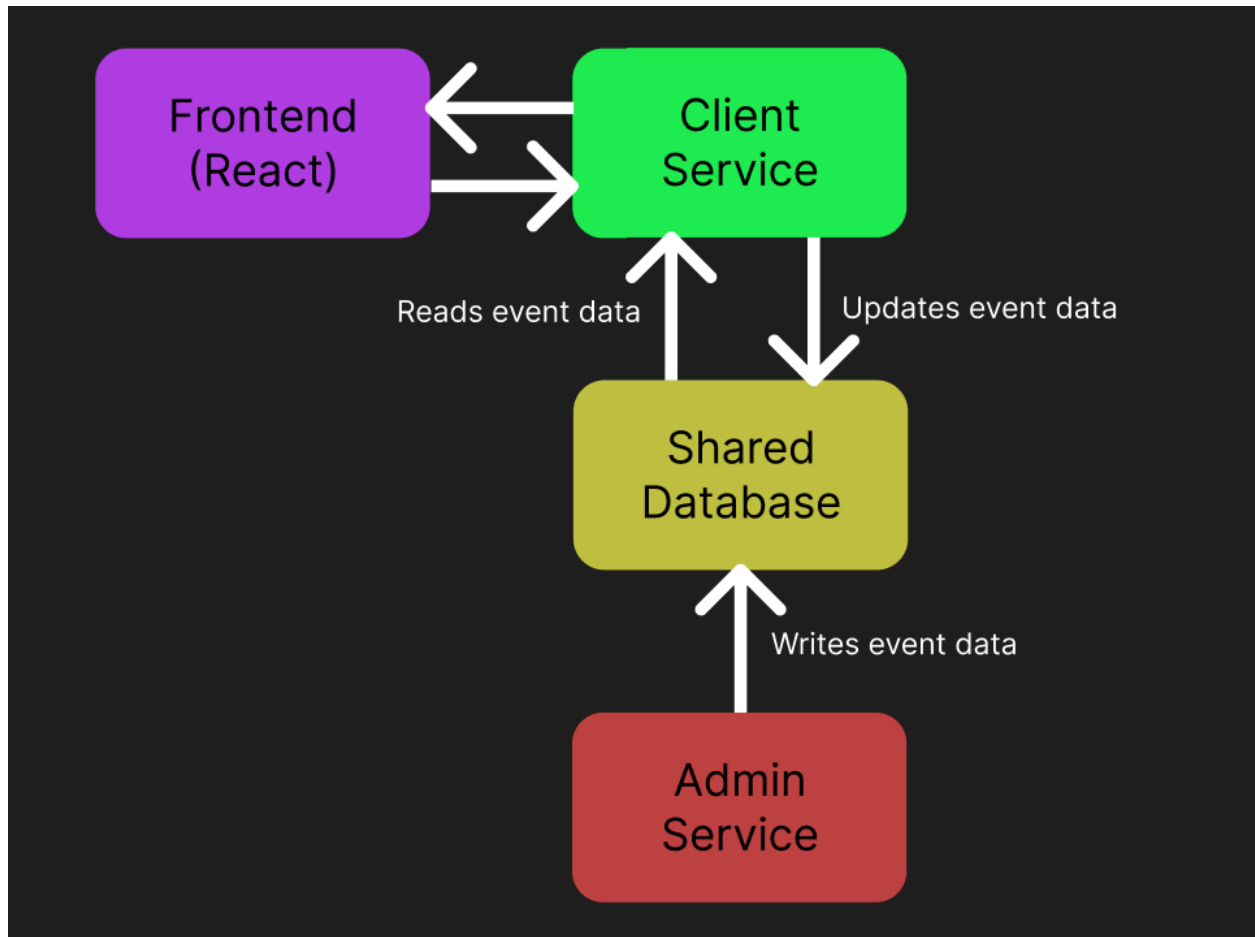 Frontend
(React)
Client
Service
Reads event data
Updates event data
Shared
Database
Writes event data
Admin
Service